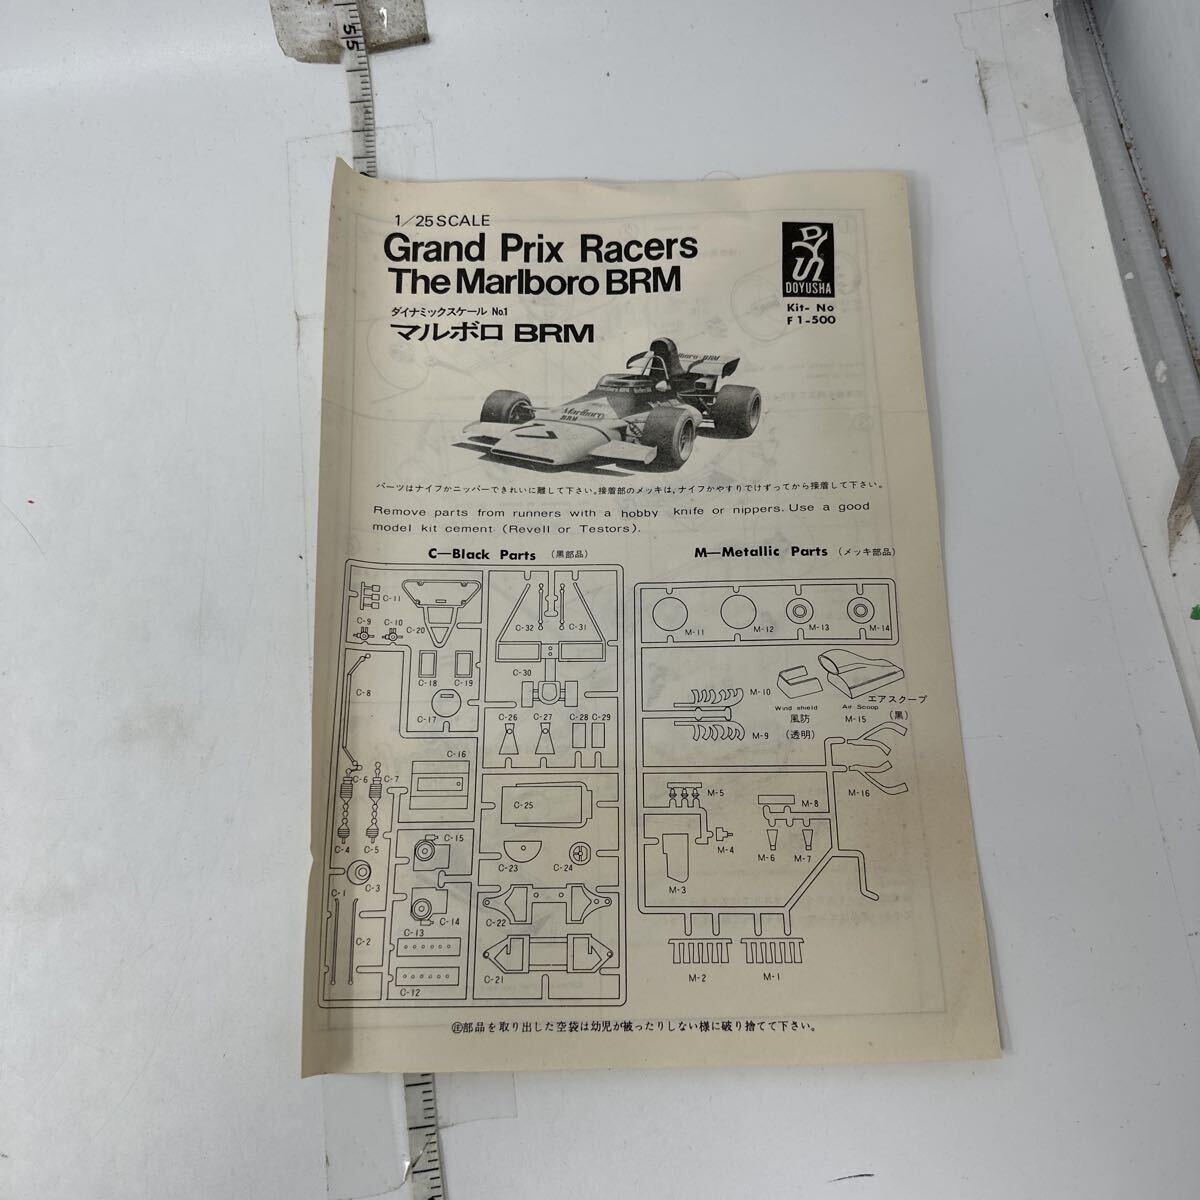 55
1/25 SCALE
Grand Prix Racers
The Marlboro BRM
ダイナミックスケール No.1
マルボロ BRM
DOYUSHA
Kit- No
F1-500
Marlboro BRM
パーツはナイフかニッパーできれいに離して下さい。接着部のメッキは、ナイフかやすりでけずってから接着して下さい。
Remove parts from runners with a hobby knife or nippers. Use a good
model kit cement (Revell or Testors).
C—Black Parts (黒部品)
C-11
C-9
C-10
C-20
C-18
C-19
C-8
C-17
C-32
C-31
C-30
C-26
C-27
C-28
C-29
C-6
C-7
C-16
C-25
C-4
C-5
C-15
C-23
C-24
C-3
C-1
C-14
C-22
C-13
C-2
C-12
C-21
M—Metallic Parts (メッキ部品)
M-11
M-12
M-13
M-14
M-10
M-9
Wind shield
風防
(透明)
Air Scoop
エアスクープ
M-15
(黒)
M-16
M-5
M-8
M-4
M-6
M-7
M-3
M-2
M-1
㊟部品を取り出した空袋は幼児が被ったりしない様に破り捨てて下さい。